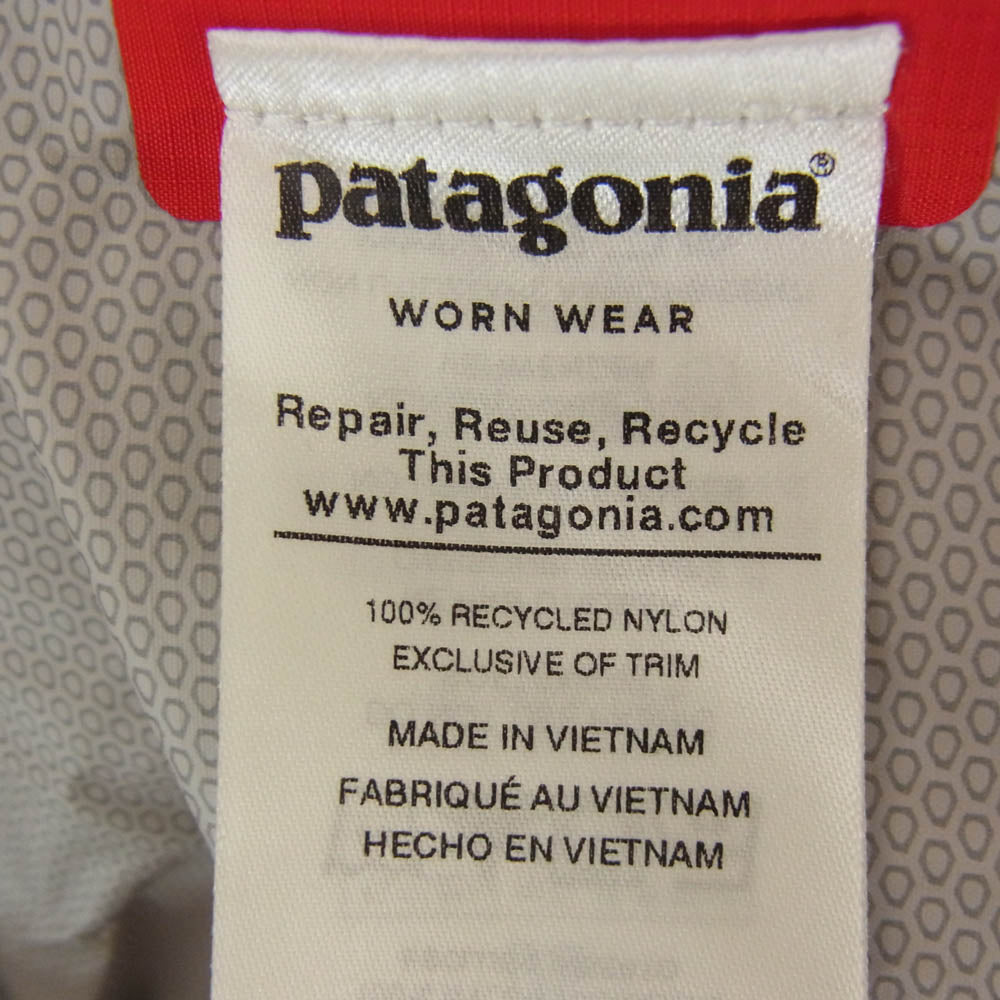 patagonia®
WORN WEAR
Repair, Reuse, Recycle
This Product
www.patagonia.com
100% RECYCLED NYLON
EXCLUSIVE OF TRIM
MADE IN VIETNAM
FABRIQUÉ AU VIETNAM
HECHO EN VIETNAM